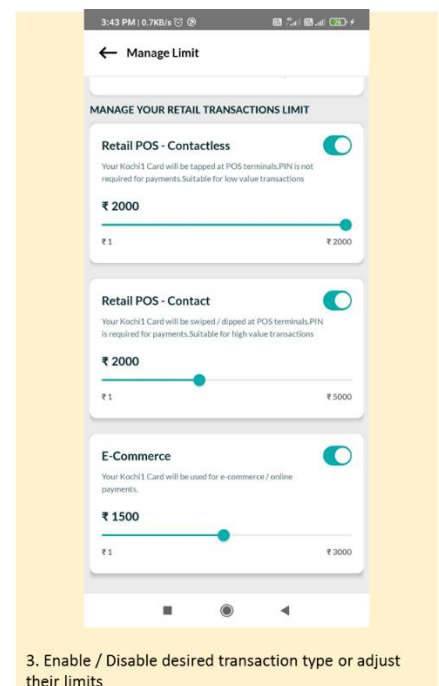 3:43 PM | 0.7KB/s
← Manage Limit
MANAGE YOUR RETAIL TRANSACTIONS LIMIT
Retail POS - Contactless
Your Kochi1 Card will be tapped at POS terminals.PIN is not
required for payments.Suitable for low value transactions
₹ 2000
₹ 1 ₹ 2000
Retail POS - Contact
Your Kochi1 Card will be swiped / dipped at POS terminals.PIN
is required for payments.Suitable for high value transactions
₹ 2000
₹ 1 ₹ 5000
E-Commerce
Your Kochi1 Card will be used for e-commerce / online
payments.
₹ 1500
₹ 1 ₹ 3000
3. Enable / Disable desired transaction type or adjust
their limits